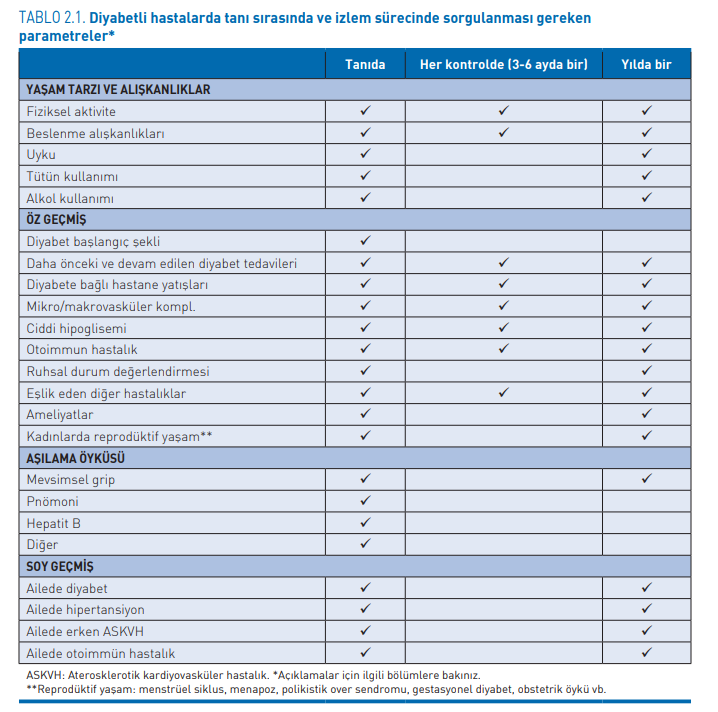 TABLO 2.1. Diyabetli hastalarda tanı sırasında ve izlem sürecinde sorgulanması gereken
parametreler*
Tanıda Her kontrolde (3-6 ayda bir) Yılda bir
YAŞAM TARZI VE ALIŞKANLIKLAR
Fiziksel aktivite ✓ ✓ ✓
Beslenme alışkanlıkları ✓ ✓ ✓
Uyku ✓ ✓
Tütün kullanımı ✓ ✓
Alkol kullanımı ✓ ✓
ÖZ GEÇMİŞ
Diyabet başlangıç şekli ✓
Daha önceki ve devam edilen diyabet tedavileri ✓ ✓ ✓
Diyabete bağlı hastane yatışları ✓ ✓ ✓
Mikro/makrovasküler kompl. ✓ ✓ ✓
Ciddi hipoglisemi ✓ ✓ ✓
Otoimmun hastalık ✓ ✓ ✓
Ruhsal durum değerlendirmesi ✓ ✓
Eşlik eden diğer hastalıklar ✓ ✓ ✓
Ameliyatlar ✓ ✓
Kadınlarda reprodüktif yaşam** ✓ ✓
AŞILAMA ÖYKÜSÜ
Mevsimsel grip ✓ ✓
Pnömoni ✓
Hepatit B ✓
Diğer ✓
SOY GEÇMİŞ
Ailede diyabet ✓ ✓
Ailede hipertansiyon ✓ ✓
Ailede erken ASKVH ✓ ✓
Ailede otoimmün hastalık ✓ ✓
ASKVH: Aterosklerotik kardiyovasküler hastalık. *Açıklamalar için ilgili bölümlere bakınız.
**Reprodüktif yaşam: menstrüel siklus, menapoz, polikistik over sendromu, gestasyonel diyabet, obstetrik öykü vb.